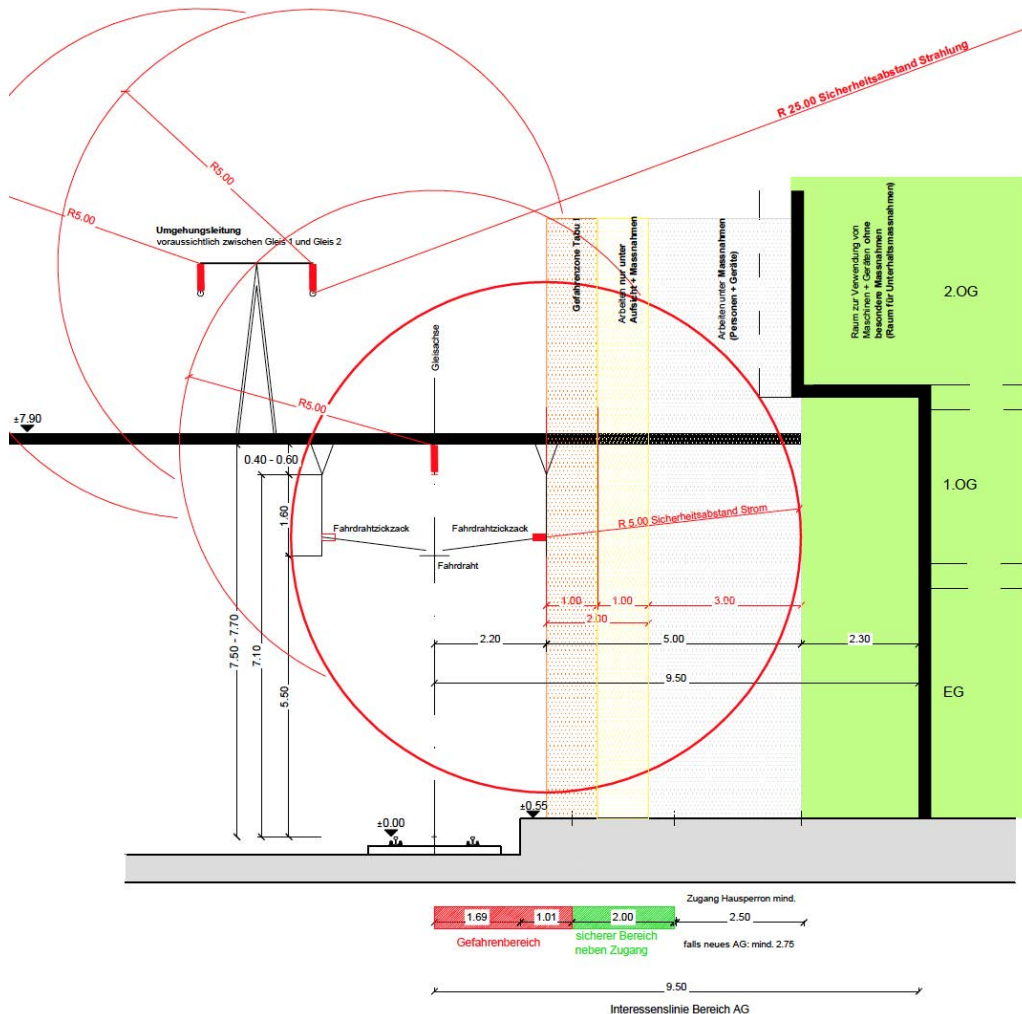 R 25.00 Sicherheitsabstand Strahlung
R5.00
R5.00
Umgehungsleitung
voraussichtlich zwischen Gleis 1 und Gleis 2
G
G
Gleisachse
Gefahrenzone Tabu !
Arbeiten nur unter
Aufsicht + Massnahmen
Arbeiten unter Massnahmen
(Personen + Geräte)
Raum zur Verwendung von
Maschinen + Geräten ohne
besondere Massnahmen
(Raum für Unterhaltsmassnahmen)
2.OG
R5.00
±7.90
0.40 - 0.60
1.60
1.OG
Fahrdrahtzickzack
Fahrdrahtzickzack
R 5.00 Sicherheitsabstand Strom
Fahrdraht
1.00
1.00
3.00
2.00
2.20
5.00
2.30
7.50 - 7.70
7.10
5.50
9.50
EG
±0.55
±0.00
Zugang Hausperron mind.
1.69
1.01
2.00
2.50
Gefahrenbereich
sicherer Bereich
neben Zugang
falls neues AG: mind. 2.75
9.50
Interessenslinie Bereich AG